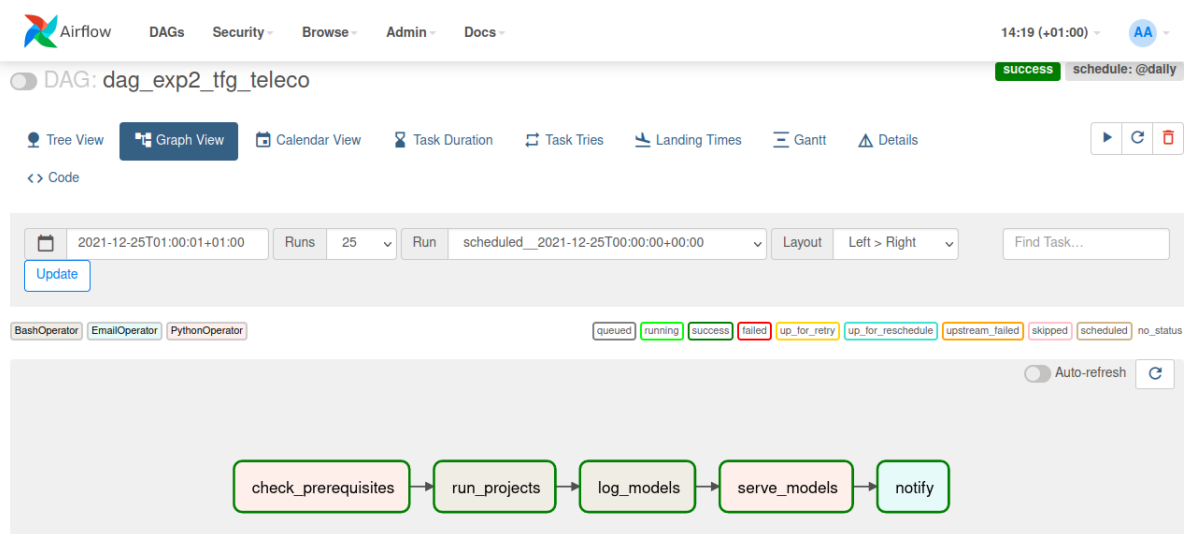 Airflow DAGs Security Browse Admin Docs 14:19 (+01:00) AA
DAG: dag_exp2_tfg_teleco success schedule: @daily
Tree View Graph View Calendar View Task Duration Task Tries Landing Times Gantt Details
<> Code
2021-12-25T01:00:01+01:00 Runs 25 Run scheduled__2021-12-25T00:00:00+00:00 Layout Left > Right Find Task...
Update
BashOperator EmailOperator PythonOperator queued running success failed up_for_retry up_for_reschedule upstream_failed skipped scheduled no_status
Auto-refresh
check_prerequisites run_projects log_models serve_models notify